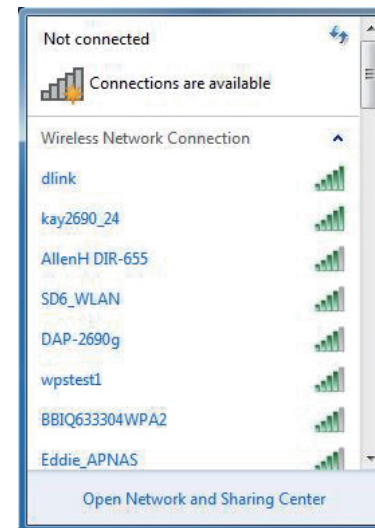 Not connected
Connections are available
Wireless Network Connection
dlink
kay2690_24
AllenH DIR-655
SD6_WLAN
DAP-2690g
wpstest1
BBIQ633304WPA2
Eddie_APNAS
Open Network and Sharing Center